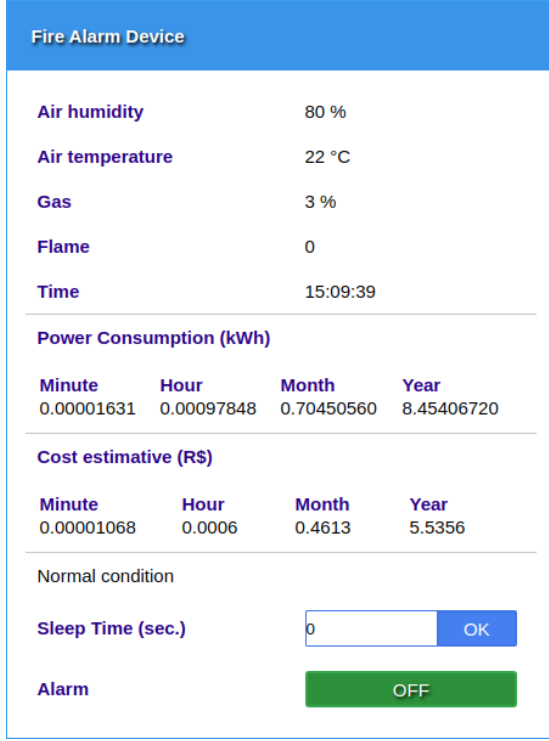 Fire Alarm Device
Air humidity 80 %
Air temperature 22 °C
Gas 3 %
Flame 0
Time 15:09:39
Power Consumption (kWh)
Minute Hour Month Year
0.00001631 0.00097848 0.70450560 8.45406720
Cost estimative (R$)
Minute Hour Month Year
0.00001068 0.0006 0.4613 5.5356
Normal condition
Sleep Time (sec.) 0 OK
Alarm OFF